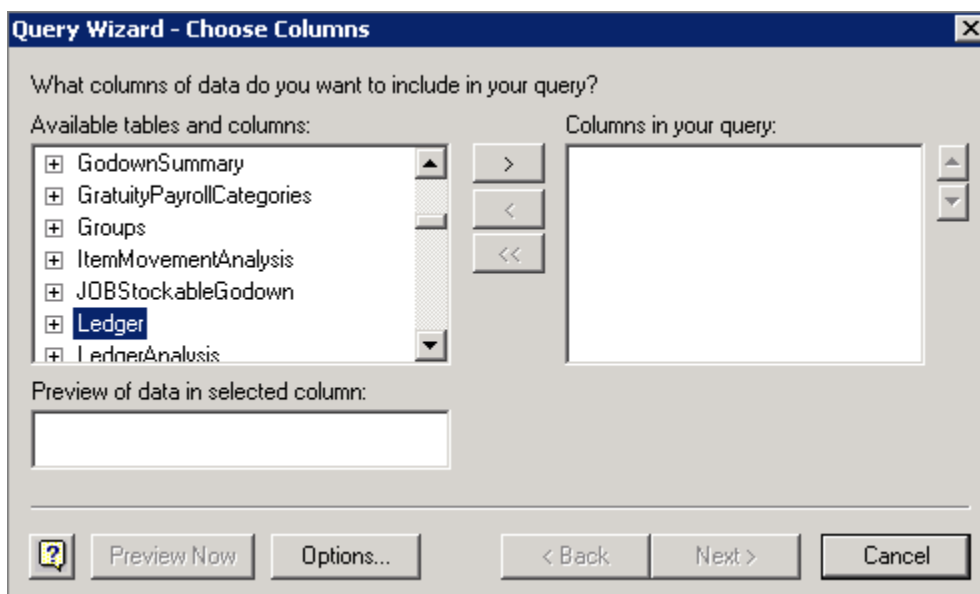 Query Wizard - Choose Columns
What columns of data do you want to include in your query?
Available tables and columns:
Columns in your query:
GodownSummary
GratuityPayrollCategories
Groups
ItemMovementAnalysis
JOBStockableGodown
Ledger
LedgerAnalysis
>
<
<<
Preview of data in selected column:
?
Preview Now
Options...
< Back
Next >
Cancel